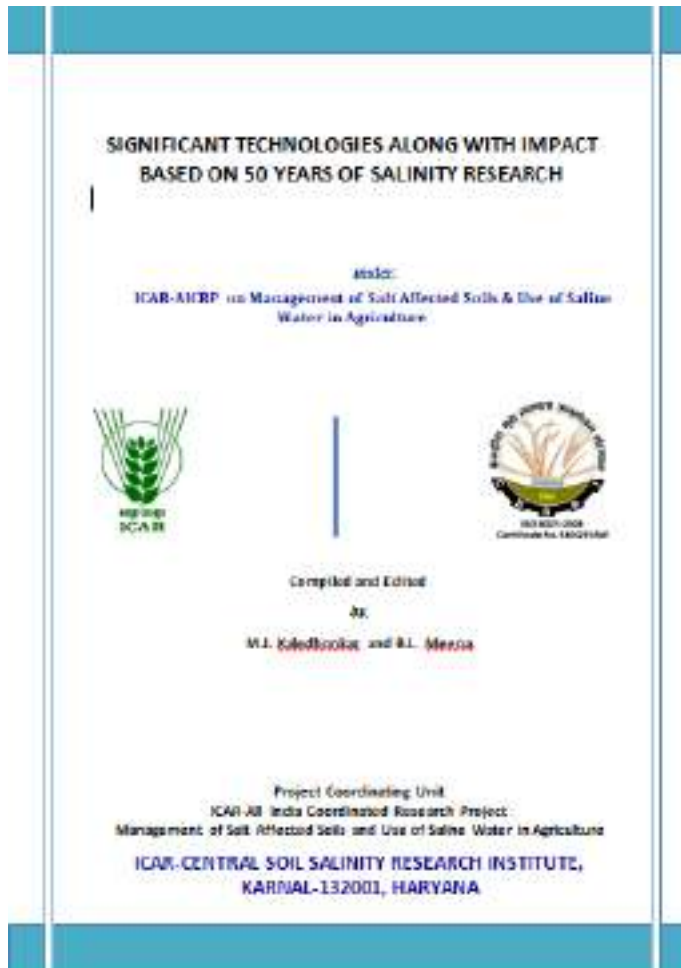 SIGNIFICANT TECHNOLOGIES ALONG WITH IMPACT
BASED ON 50 YEARS OF SALINITY RESEARCH
under
ICAR-AICRP on Management of Salt Affected Soils & Use of Saline
Water in Agriculture
ICAR
Compiled and Edited
by
M.J. Kaledhonkar and B.L. Meena
Project Coordinating Unit
ICAR-All India Coordinated Research Project
Management of Salt Affected Soils and Use of Saline Water in Agriculture
ICAR-CENTRAL SOIL SALINITY RESEARCH INSTITUTE,
KARNAL-132001, HARYANA